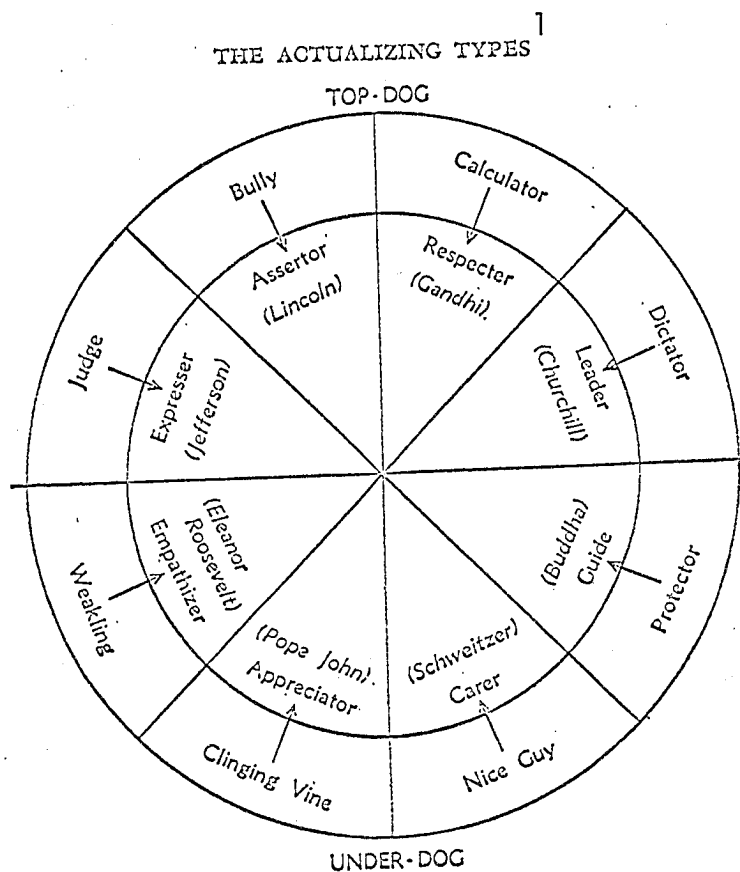 1
THE ACTUALIZING TYPES
TOP-DOG
Bully
Assertor
(Lincoln)
Calculator
Respecter
(Gandhi).
Dictator
Leader
(Churchill)
Protector
Guide
(Buddha)
Nice Guy
Carer
(Schweitzer)
Clinging Vine
Appreciator
(Pope John).
Weakling
Empathizer
(Eleanor
Roosevelt)
Judge
Expresser
(Jefferson)
UNDER-DOG